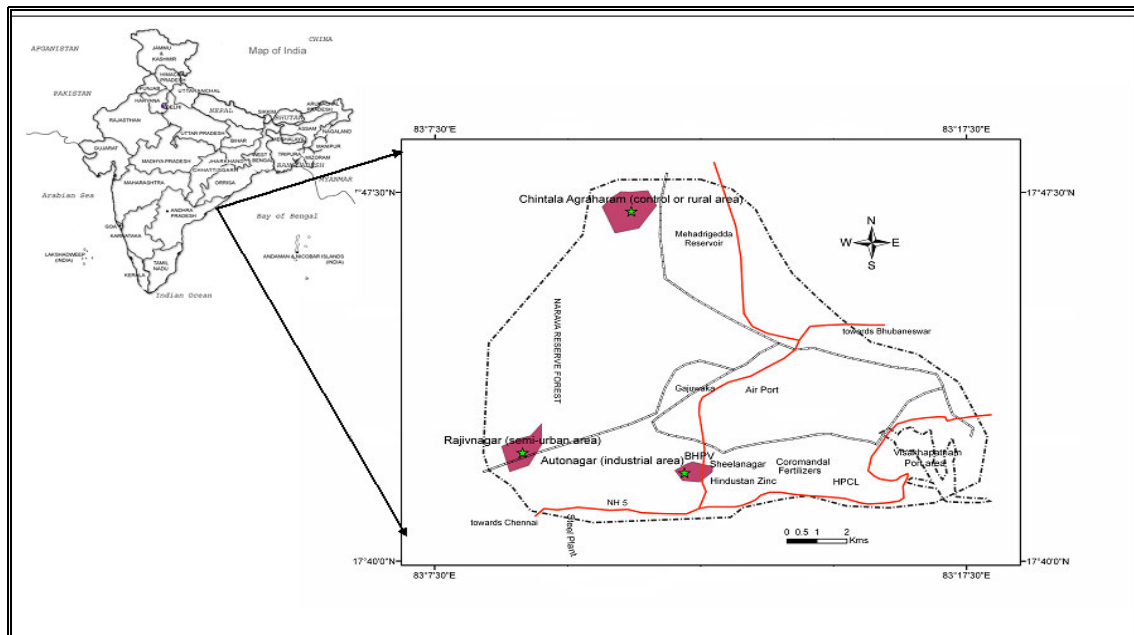 CHINA
Map of India
AFGANISTAN
JAMMU
&
KASHMIR
HIMACHAL
PRADESH
PUNJAB
UTTARANCHAL
PAKISTAN
HARYNNA
DELHI
NEPAL
SIKKIM
ARUNACHAL
PRADESH
BHUTAN
RAJASTHAN
UTTAR PRADESH
ASSAM
NAGALAND
MEGHALAYA
BIHAR
MANIPUR
GUJARAT
MADHYA PRADESH
JHARKHAND
WEST
BENGAL
TRIPURA
MIZORAM
BANGLADESH
CHHATTISGARH
ORRISA
MYANMAR
MAHARASHTRA
Arabian Sea
ANDHRA
PRADESH
Bay of Bengal
GOA
KARNATAKA
LAKSHADWEEP
(INDIA)
TAMIL
NADU
KERALA
ANDAMAN & NICOBAR ISLANDS
(INDIA)
Indian Ocean
83°7'30"E
83°17'30"E
7°47'30"N
17°47'30"N
Chintala Agraharam (control or rural area)
Mehadrigedda
Reservoir
N
W E
S
NARAVA RESERVE FOREST
towards Bhubaneswar
Gajuwaka
Air Port
Rajivnagar (semi-urban area)
Autonagar (industrial area)
BHPV
Sheelanagar
Hindustan Zinc
Coromandal
Fertilizers
HPCL
Visakhapatnam
Port area
NH 5
towards Chennai
Steel Plant
0 0.5 1 2
Kms
17°40'0"N
17°40'0"N
83°7'30"E
83°17'30"E